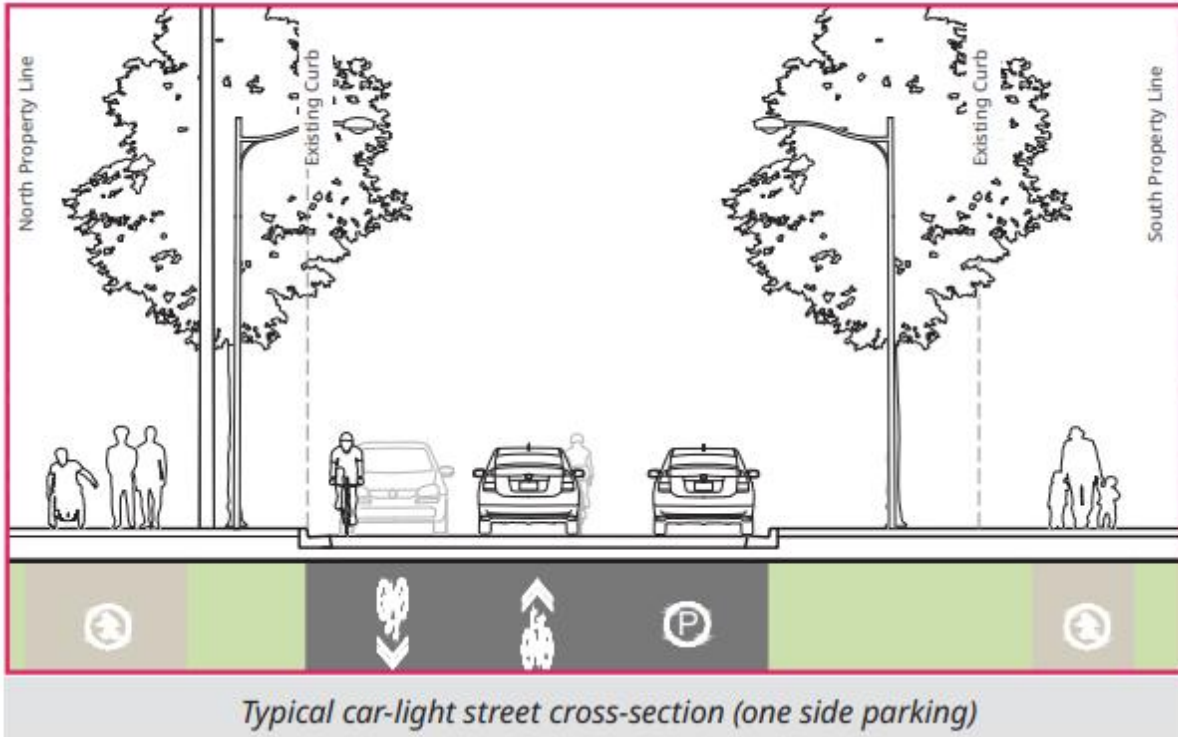 North Property Line
Existing Curb
Existing Curb
South Property Line
P
Typical car-light street cross-section (one side parking)